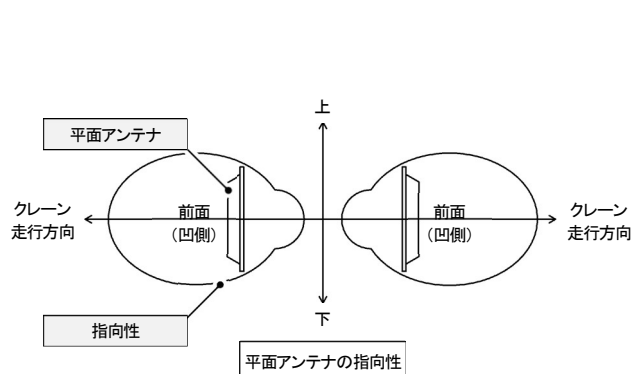 上
平面アンテナ
クレーン
走行方向
前面
（凹側）
前面
（凹側）
クレーン
走行方向
下
指向性
平面アンテナの指向性